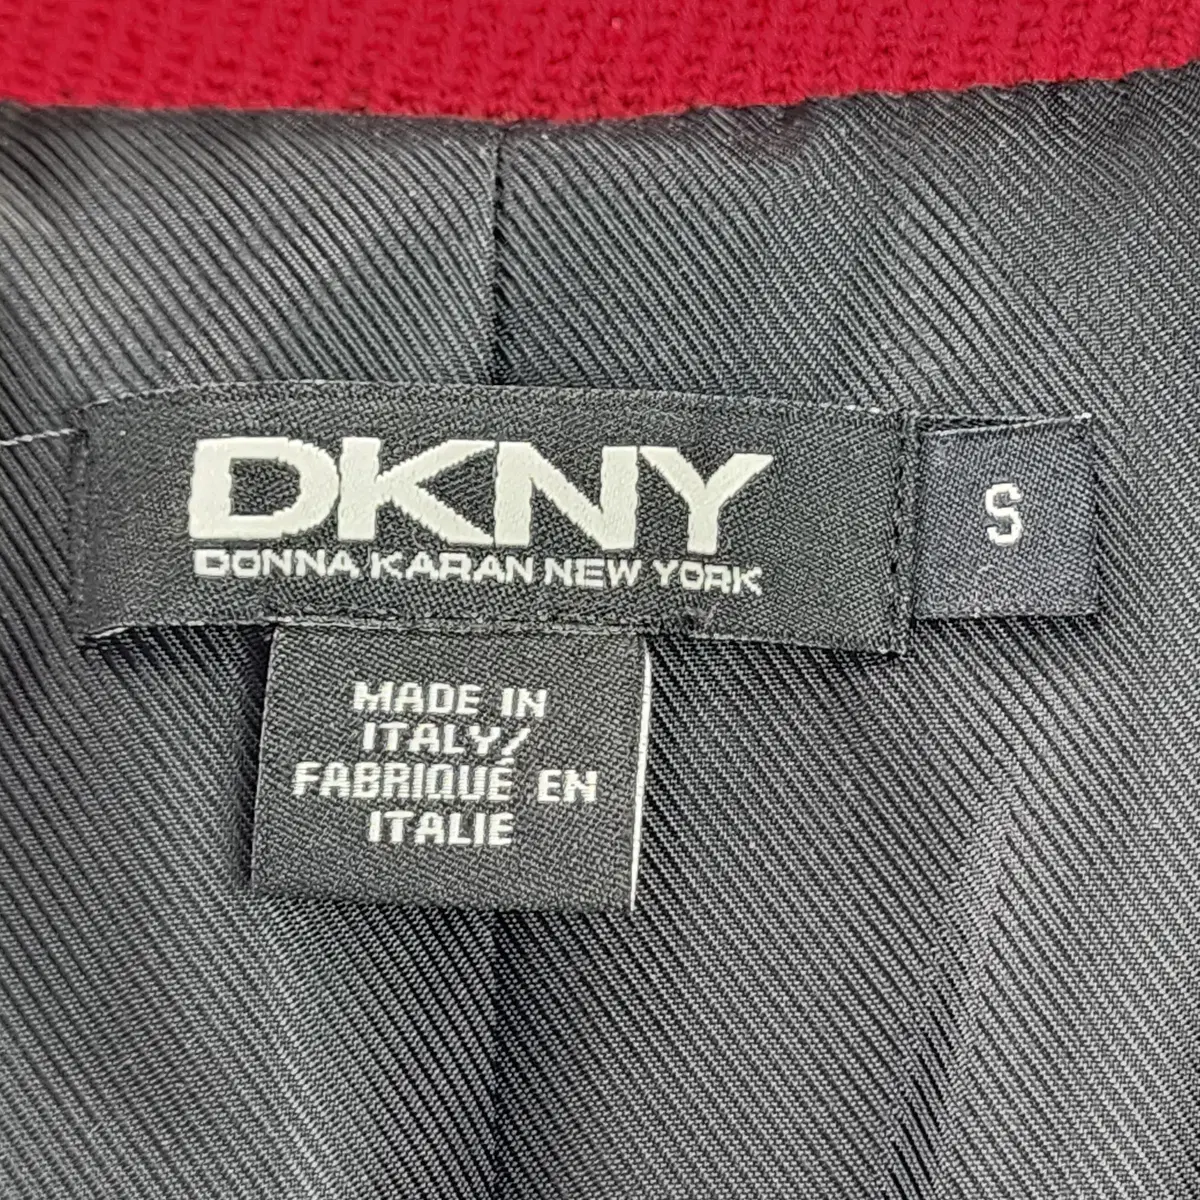 DKNY
DONNA KARAN NEW YORK
S
MADE IN
ITALY/
FABRIQUÉ EN
ITALIE